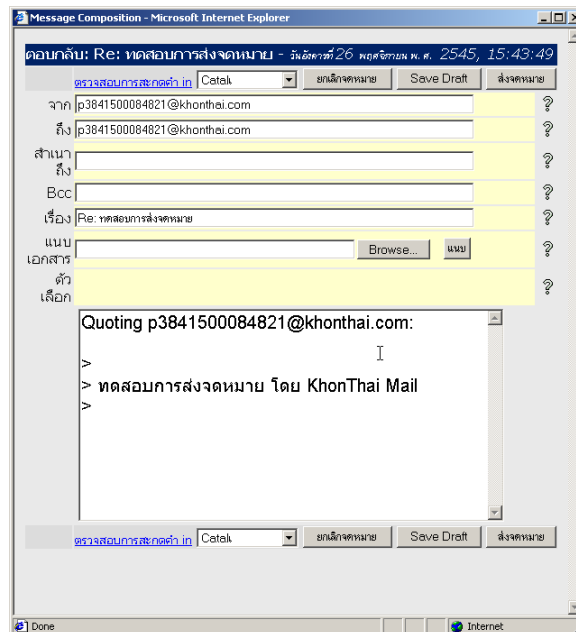 Message Composition - Microsoft Internet Explorer
ตอบกลับ: Re: ทดสอบการส่งจดหมาย - วันอังคารที่ 26 พฤศจิกายน พ. ศ. 2545, 15:43:49
ตรวจสอบการสะกดคำ in Català ยกเลิกจดหมาย Save Draft ส่งจดหมาย
จาก p3841500084821@khonthai.com ?
ถึง p3841500084821@khonthai.com ?
สำเนา
ถึง ?
Bcc ?
เรื่อง Re: ทดสอบการส่งจดหมาย ?
แนบ
เอกสาร Browse... แนบ ?
ตัว
เลือก ?
Quoting p3841500084821@khonthai.com:
>
> ทดสอบการส่งจดหมาย โดย KhonThai Mail
>
ตรวจสอบการสะกดคำ in Català ยกเลิกจดหมาย Save Draft ส่งจดหมาย
Done Internet